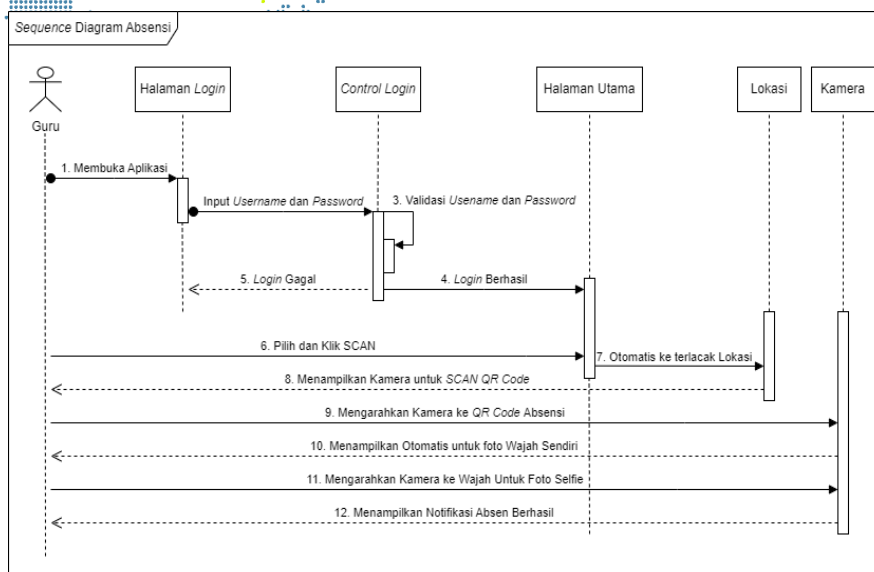 Sequence Diagram Absensi
Halaman Login
Control Login
Halaman Utama
Lokasi
Kamera
Guru
1. Membuka Aplikasi
Input Username dan Password
3. Validasi Usename dan Password
5. Login Gagal
4. Login Berhasil
6. Pilih dan Klik SCAN
7. Otomatis ke terlacak Lokasi
8. Menampilkan Kamera untuk SCAN QR Code
9. Mengarahkan Kamera ke QR Code Absensi
10. Menampilkan Otomatis untuk foto Wajah Sendiri
11. Mengarahkan Kamera ke Wajah Untuk Foto Selfie
12. Menampilkan Notifikasi Absen Berhasil